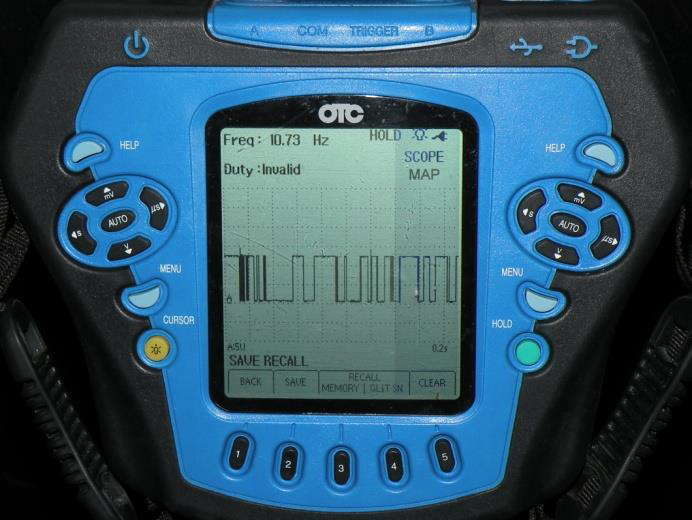 A COM TRIGGER B
OTC
HELP
HELP
Freq: 10.73 Hz HOLD
SCOPE
Duty :Invalid
MAP
mV
s AUTO µs
V
mV
s AUTO µs
V
MENU
MENU
CURSOR
HOLD
A
A:5V 0.2s
SAVE RECALL
BACK SAVE RECALL CLEAR
MEMORY | GLIT SN
1 2 3 4 5